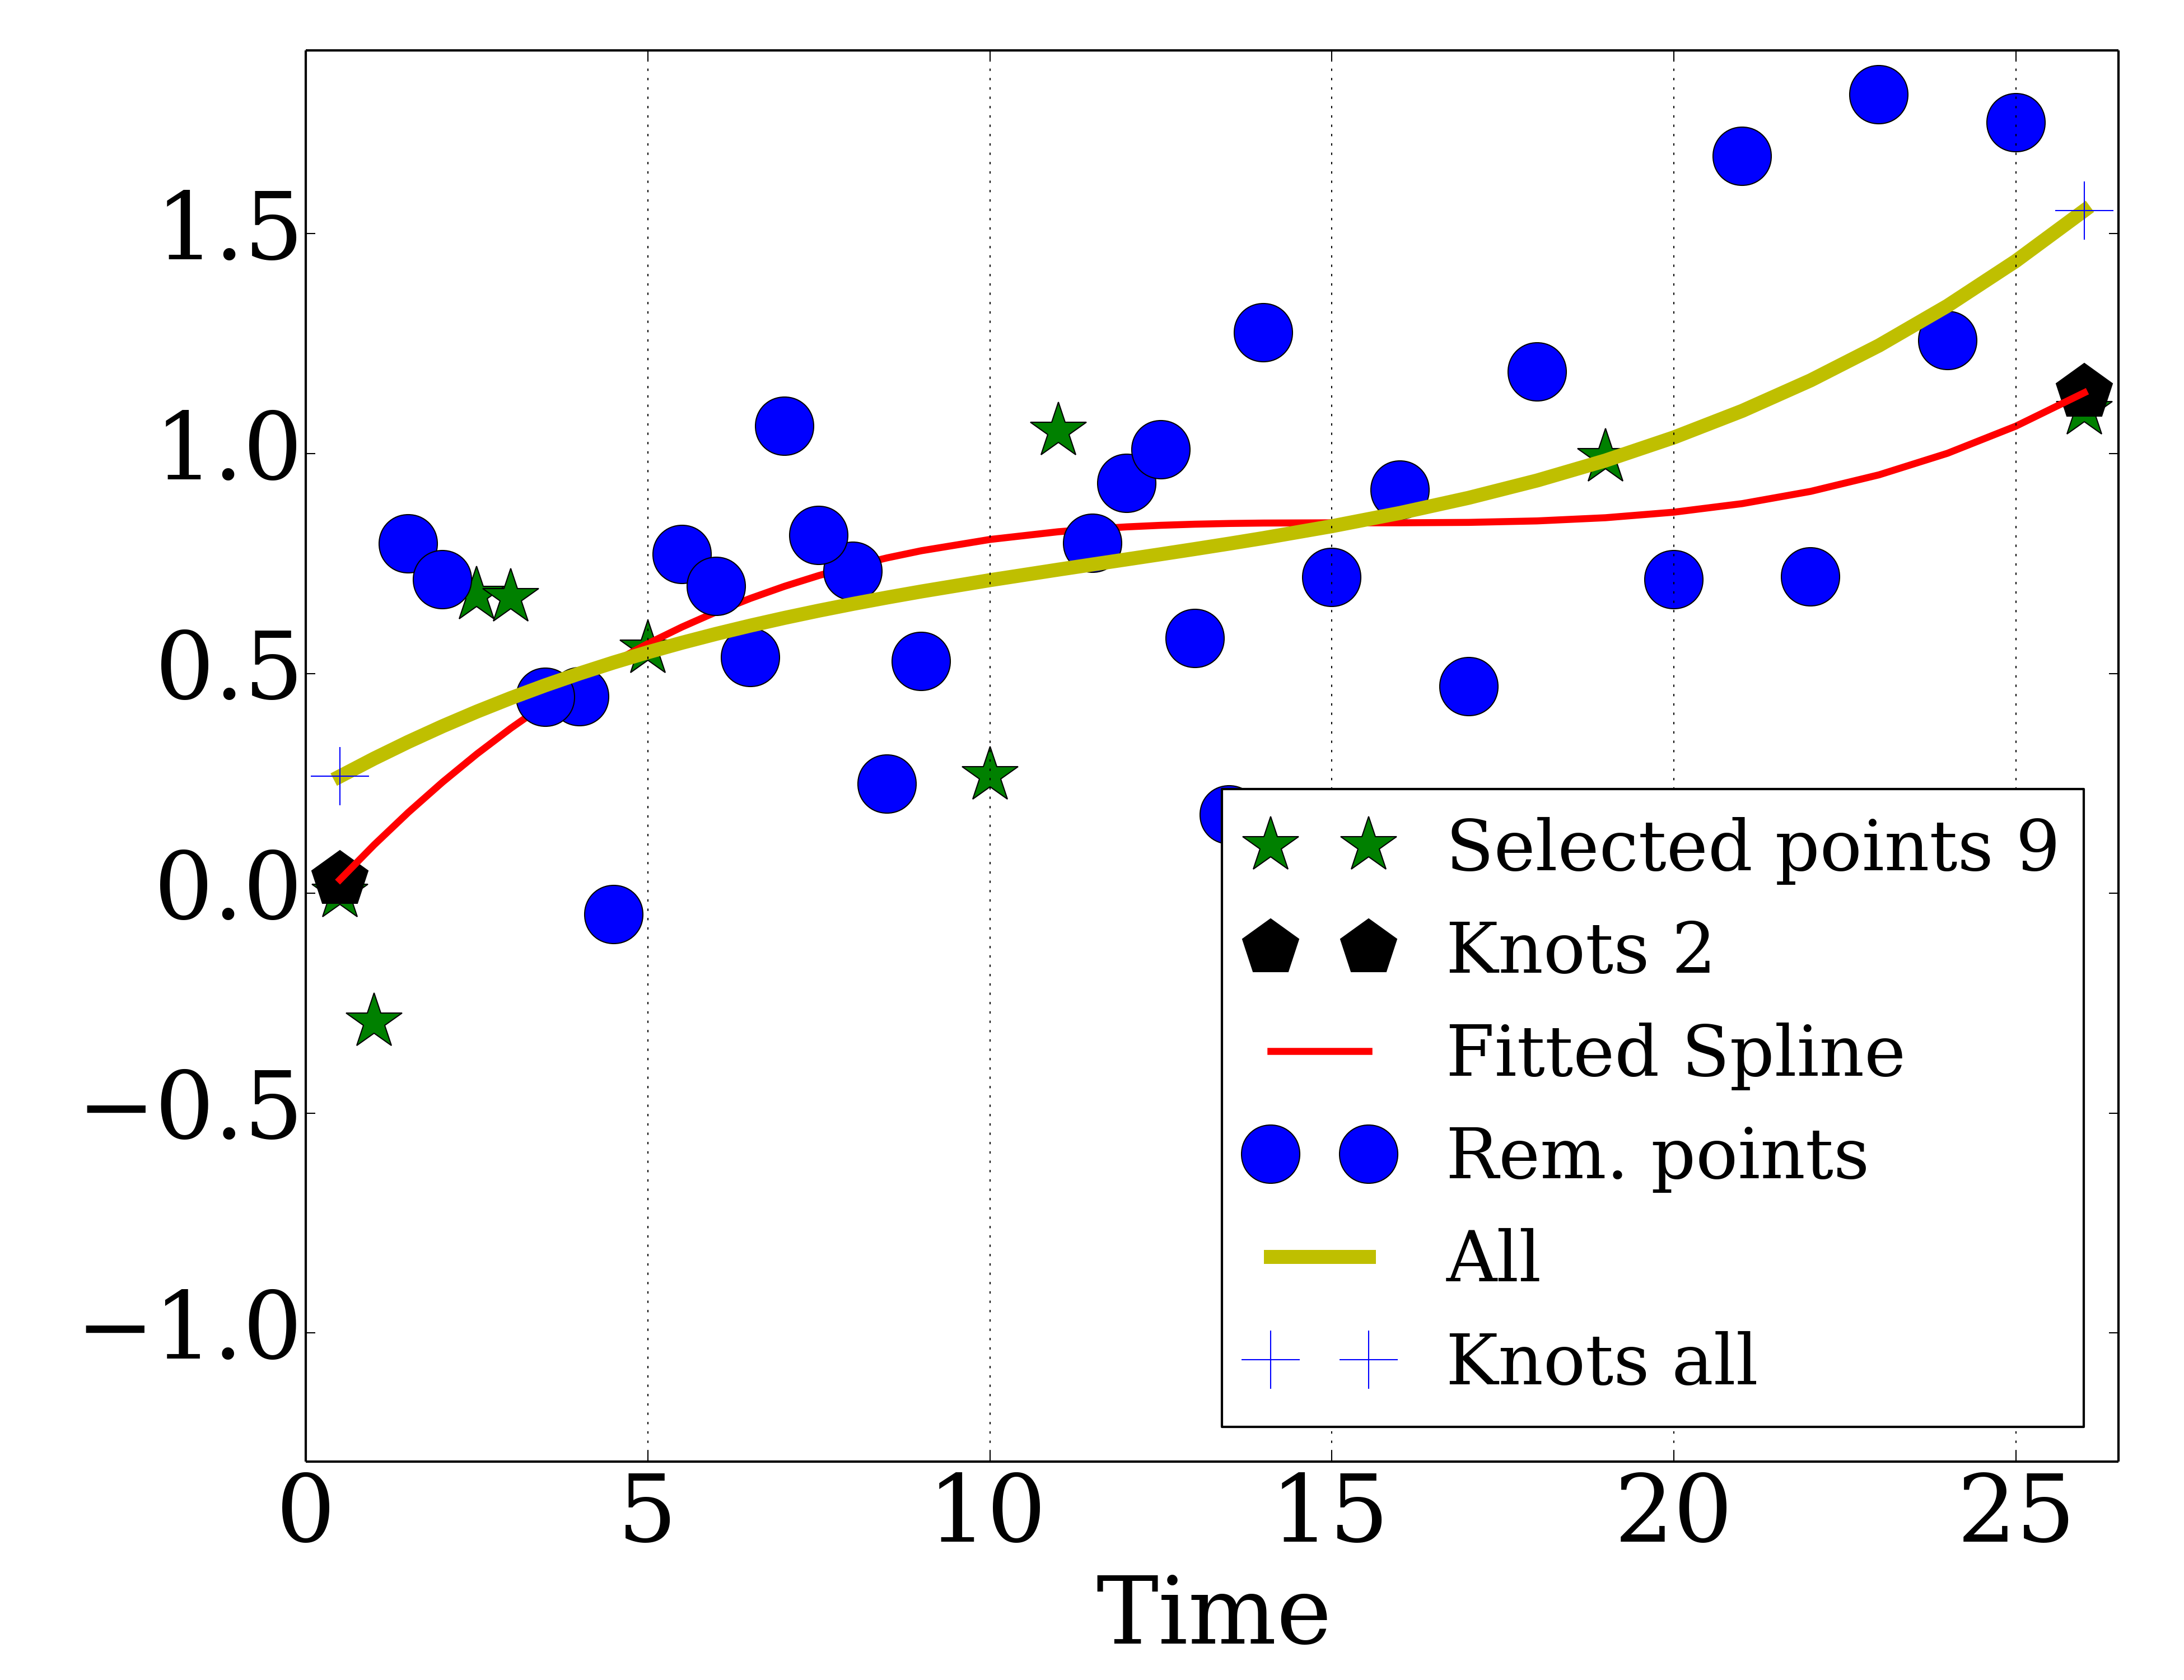 1.5
1.0
0.5
0.0
−0.5
−1.0
Selected points 9
Knots 2
Fitted Spline
Rem. points
All
Knots all
0 5 10 15 20 25
Time